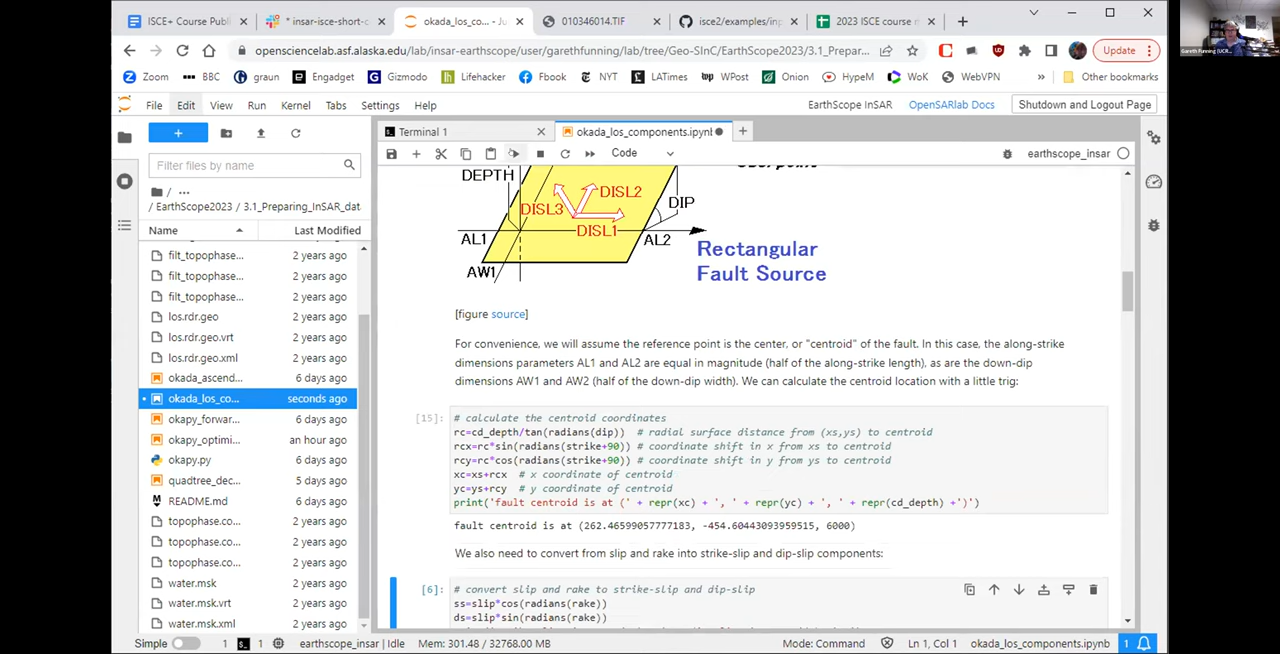 ISCE+ Course Publ
* insar-isce-short-c
okada_los_co... - Ju
010346014.TIF
isce2/examples/inp
2023 ISCE course m
opensciencelab.asf.alaska.edu/lab/insar-earthscope/user/garethfunning/lab/tree/Geo-SInC/EarthScope2023/3.1_Prepar...
Update
Zoom
BBC
graun
Engadget
Gizmodo
Lifehacker
Fbook
NYT
LATimes
WPost
Onion
HypeM
WoK
WebVPN
»
Other bookmarks
File
Edit
View
Run
Kernel
Tabs
Settings
Help
EarthScope InSAR
OpenSARlab Docs
Shutdown and Logout Page
Terminal 1
okada_los_components.ipynb
Code
earthscope_insar
Filter files by name
/ ...
/ EarthScope2023 / 3.1_Preparing_InSAR_dat
Name
Last Modified
filt_topophase... 2 years ago
filt_topophase... 2 years ago
filt_topophase... 2 years ago
los.rdr.geo 2 years ago
los.rdr.geo.vrt 2 years ago
los.rdr.geo.xml 2 years ago
okada_ascend... 6 days ago
okada_los_co... seconds ago
okapy_forwar... 6 days ago
okapy_optimi... an hour ago
okapy.py 6 days ago
quadtree_dec... 5 days ago
README.md 6 days ago
topophase.co... 2 years ago
topophase.co... 2 years ago
topophase.co... 2 years ago
water.msk 2 years ago
water.msk.vrt 2 years ago
water.msk.xml 2 years ago
DEPTH
DISL2
DISL3
DISL1
DIP
AL1
AL2
AW1
Rectangular
Fault Source
[figure source]
For convenience, we will assume the reference point is the center, or "centroid" of the fault. In this case, the along-strike
dimensions parameters AL1 and AL2 are equal in magnitude (half of the along-strike length), as are the down-dip
dimensions AW1 and AW2 (half of the down-dip width). We can calculate the centroid location with a little trig:
[15]:
# calculate the centroid coordinates
rc=cd_depth/tan(radians(dip)) # radial surface distance from (xs,ys) to centroid
rcx=rc*sin(radians(strike+90)) # coordinate shift in x from xs to centroid
rcy=rc*cos(radians(strike+90)) # coordinate shift in y from ys to centroid
xc=xs+rcx # x coordinate of centroid
yc=ys+rcy # y coordinate of centroid
print('fault centroid is at (' + repr(xc) + ', ' + repr(yc) + ', ' + repr(cd_depth) +')')
fault centroid is at (262.46599057777183, -454.60443093959515, 6000)
We also need to convert from slip and rake into strike-slip and dip-slip components:
[6]:
# convert slip and rake to strike-slip and dip-slip
ss=slip*cos(radians(rake))
ds=slip*sin(radians(rake))
Simple
1
1
earthscope_insar | Idle
Mem: 301.48 / 32768.00 MB
Mode: Command
Ln 1, Col 1
okada_los_components.ipynb
1